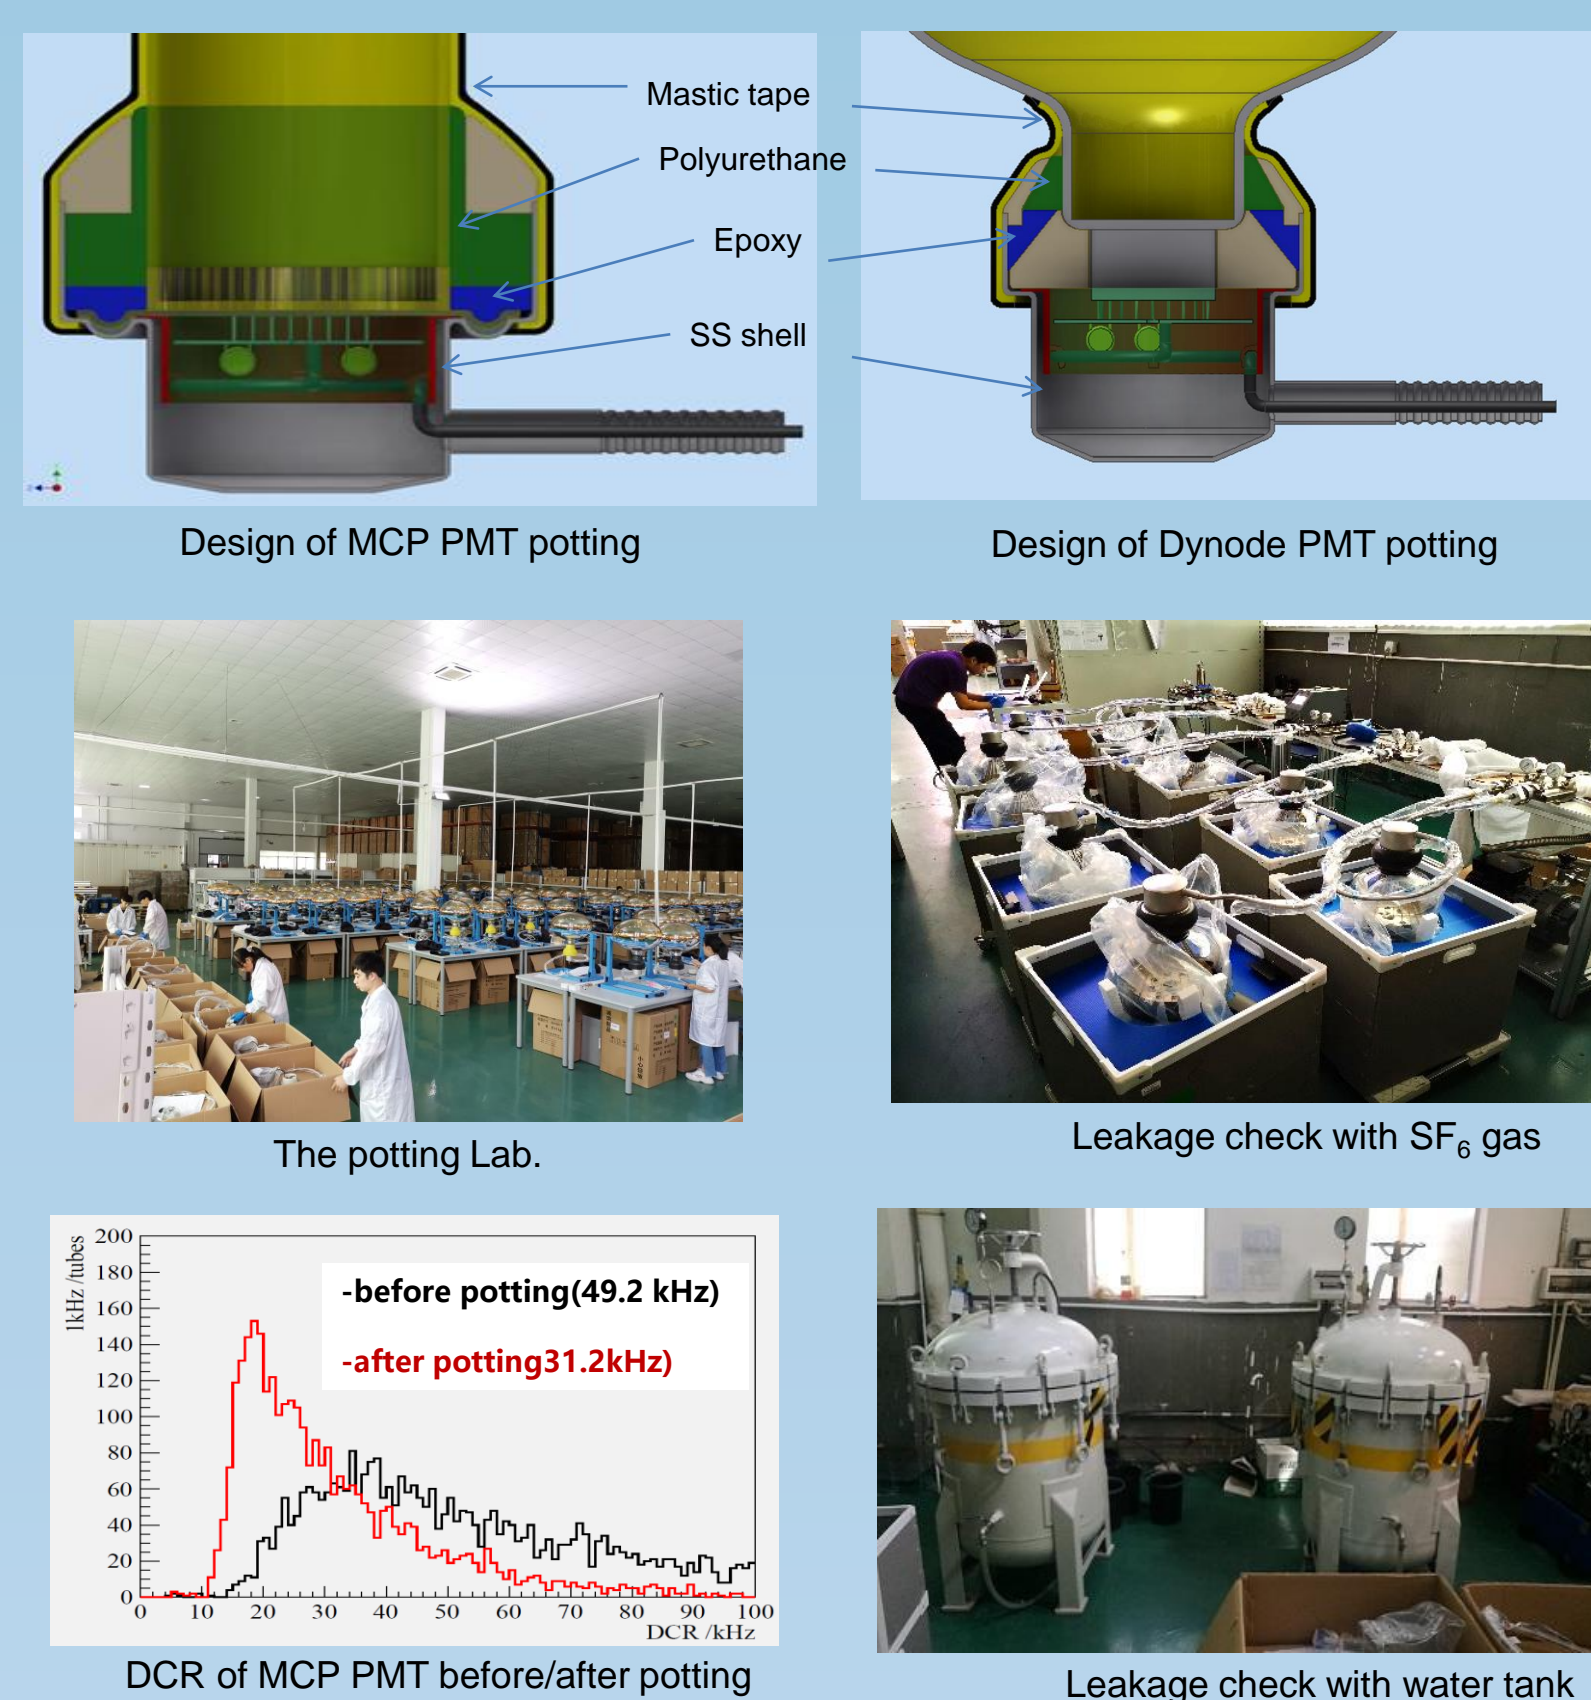 Mastic tape
Polyurethane
Epoxy
SS shell
Design of MCP PMT potting
Design of Dynode PMT potting
The potting Lab.
Leakage check with SF6 gas
1kHz /tubes
200
180
160
140
120
100
80
60
40
20
0
-before potting(49.2 kHz)
-after potting31.2kHz)
0 10 20 30 40 50 60 70 80 90 100
DCR /kHz
DCR of MCP PMT before/after potting
Leakage check with water tank